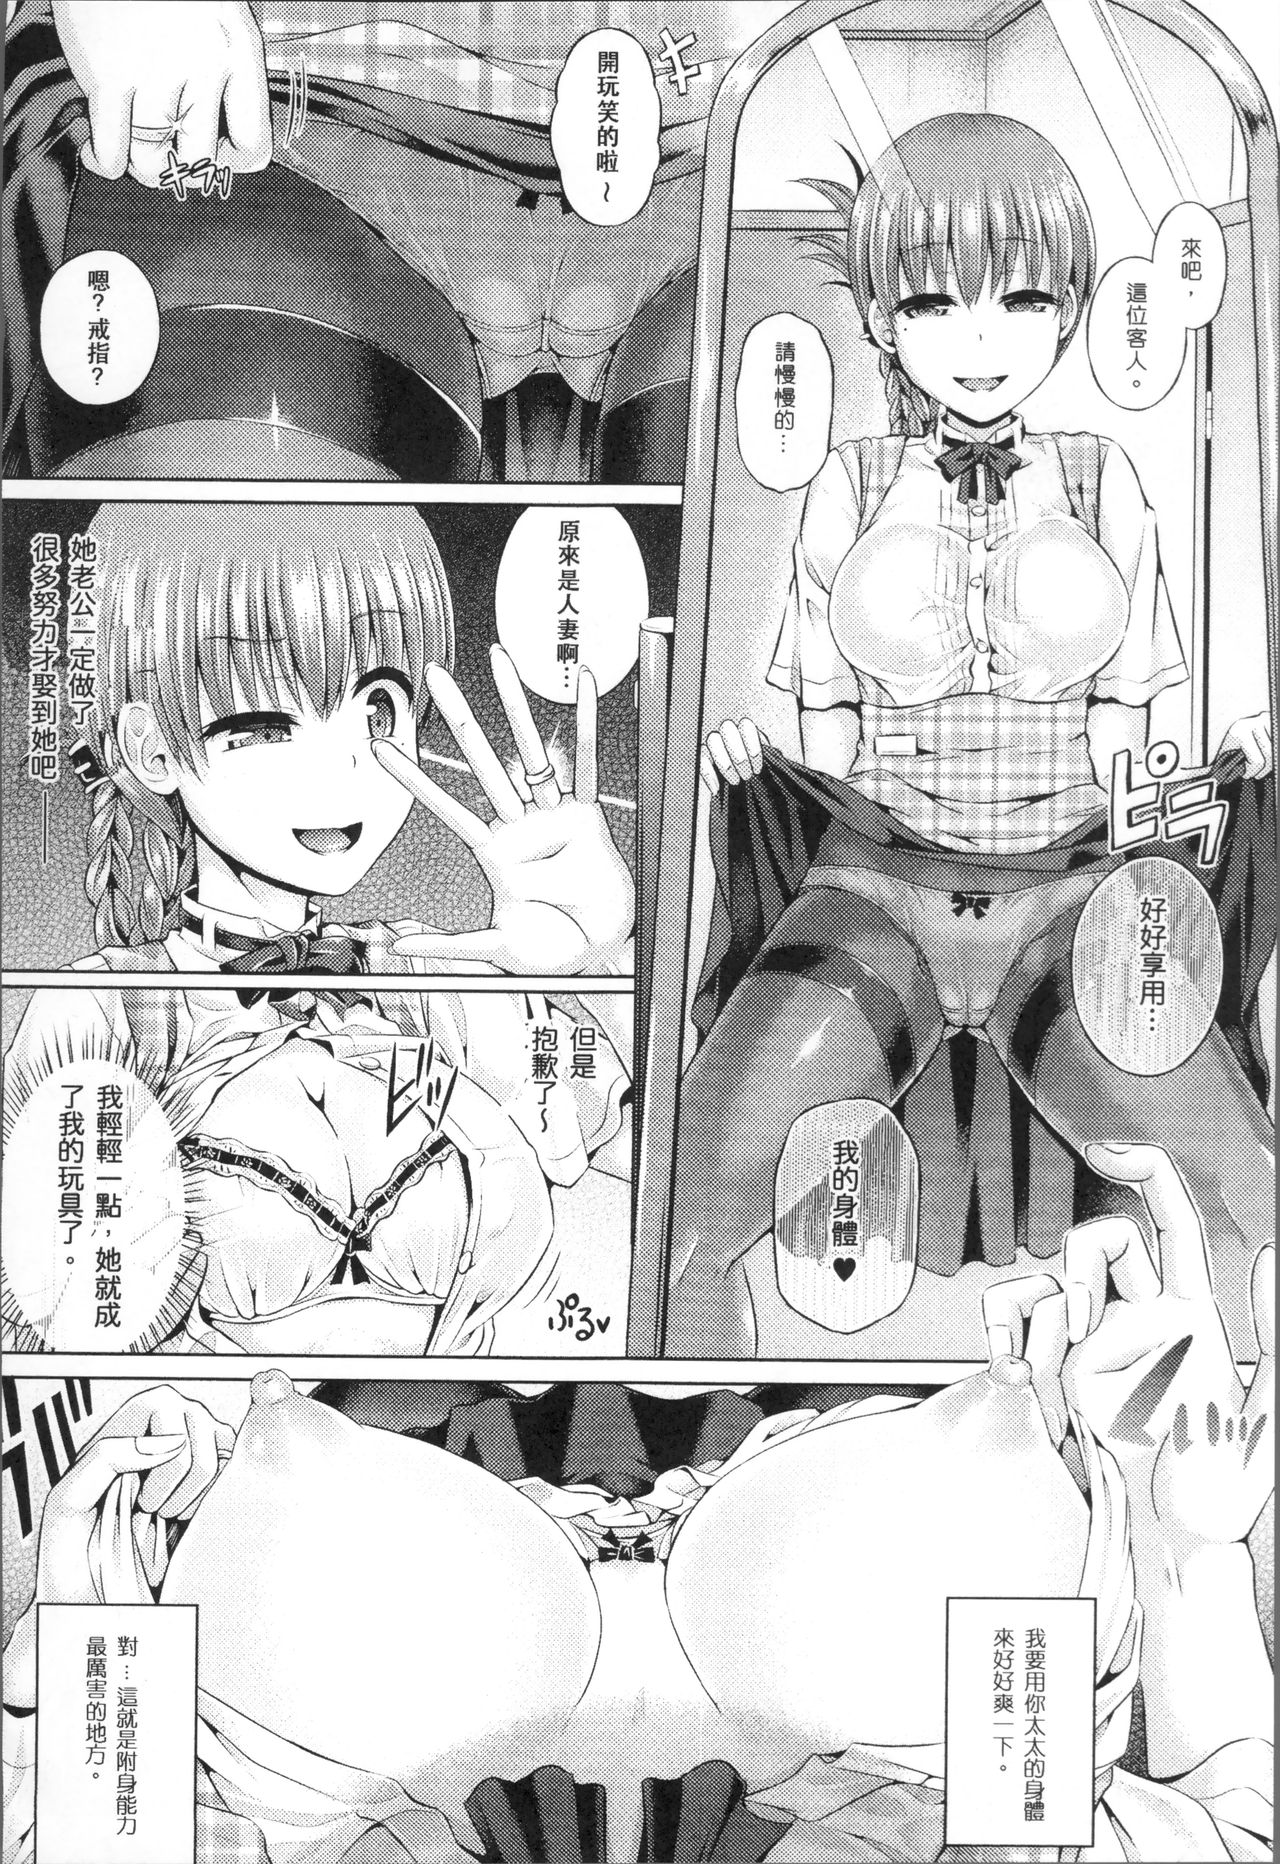 來吧，
這位客人。
請慢慢的…
ピラ
好好享用…
我的身體♥
開玩笑的啦～
キラッ
嗯？戒指？
原來是人妻啊…
她老公一定做了
很多努力才娶到她吧──
但是
抱歉了～
我輕輕一點，她就成
了我的玩具了。
ぷる♥
我要用你太太的身體
來好好爽一下。
對…這就是附身能力
最厲害的地方。